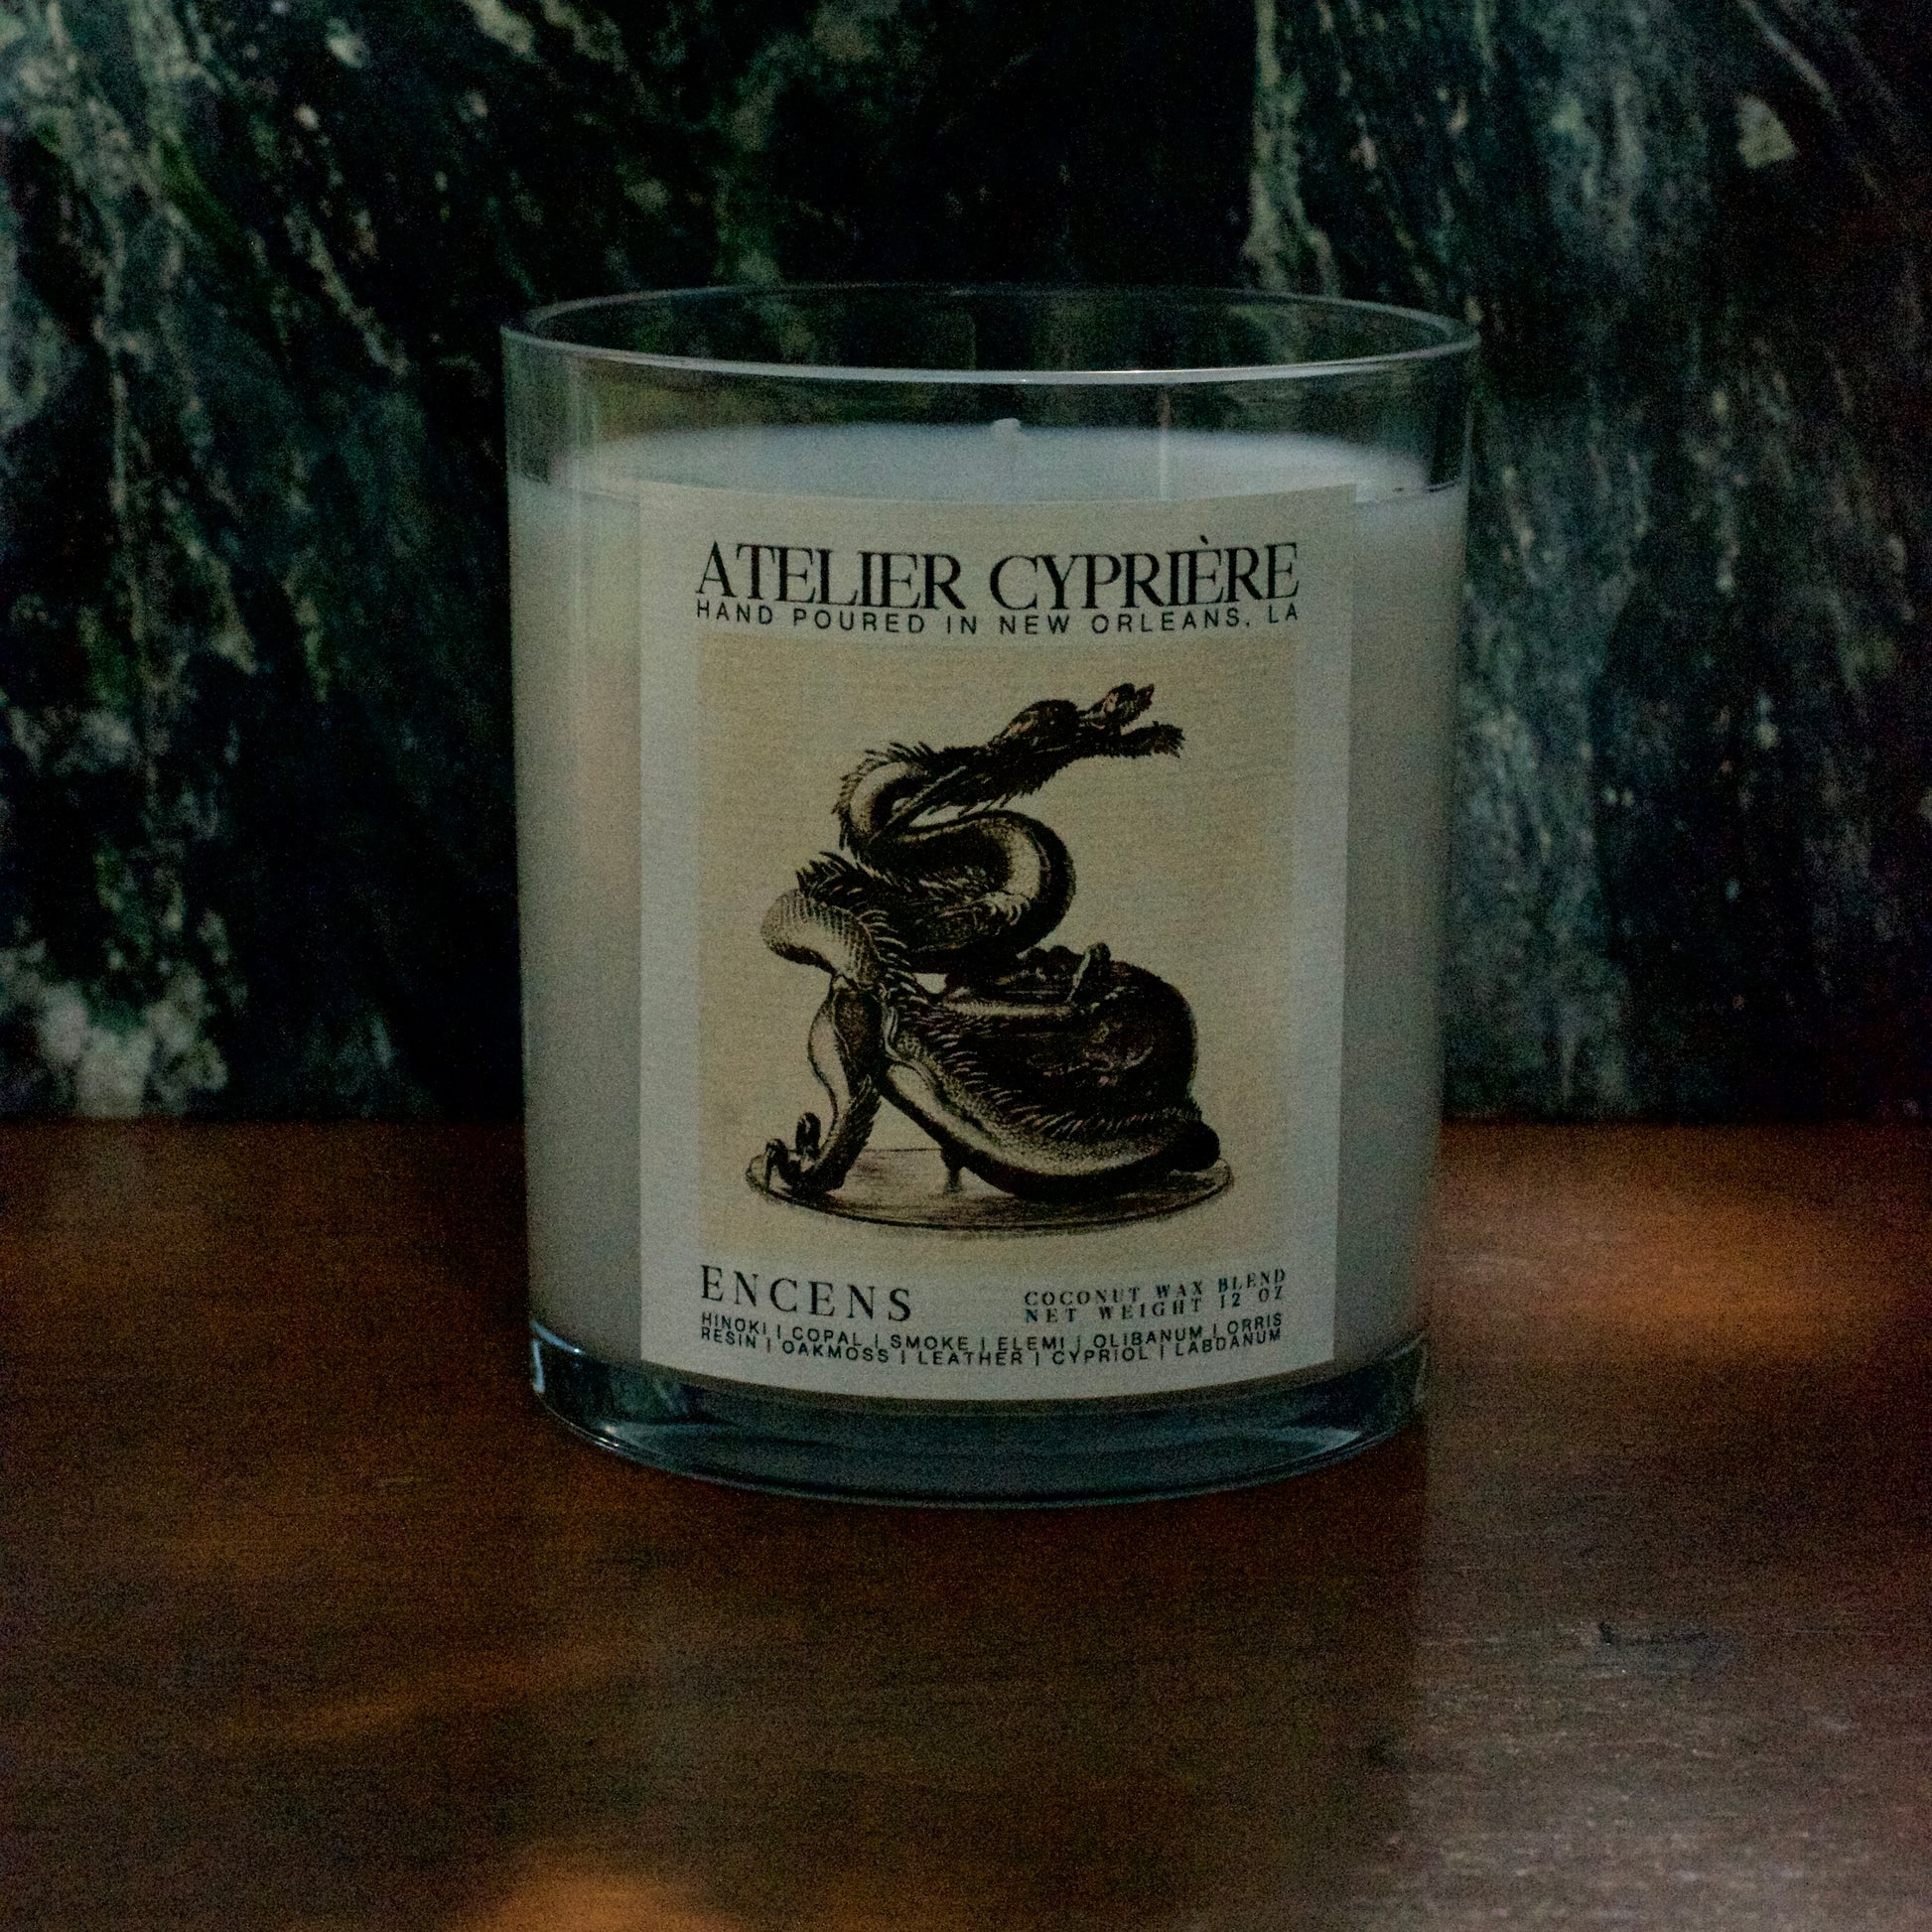 ATELIER CYPRIÈRE
HAND POURED IN NEW ORLEANS, LA
ENCENS
COCONUT WAX BLEND
NET WEIGHT 12 OZ
HINOKI | COPAL | SMOKE | ELEMI | OLIBANUM | ORRIS
RESIN | OAKMOSS | LEATHER | CYPRIOL | LABDANUM